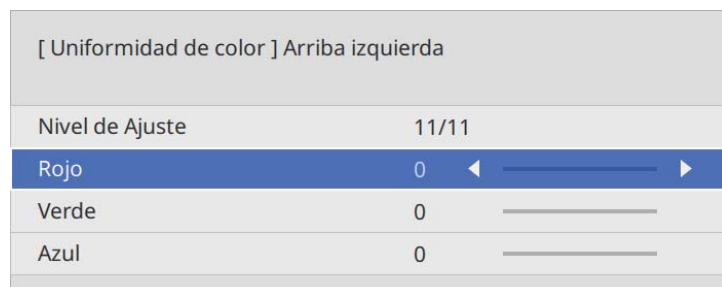 [ Uniformidad de color ] Arriba izquierda
Nivel de Ajuste 11/11
Rojo 0
Verde 0
Azul 0